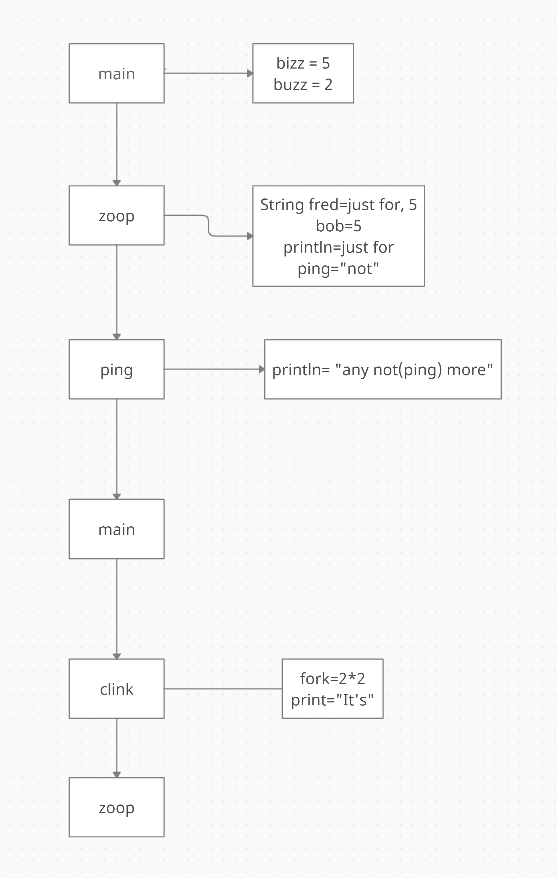 main
bizz = 5
buzz = 2
zoop
String fred=just for, 5
bob=5
println=just for
ping="not"
ping
println= "any not(ping) more"
main
clink
fork=2*2
print="It's"
zoop